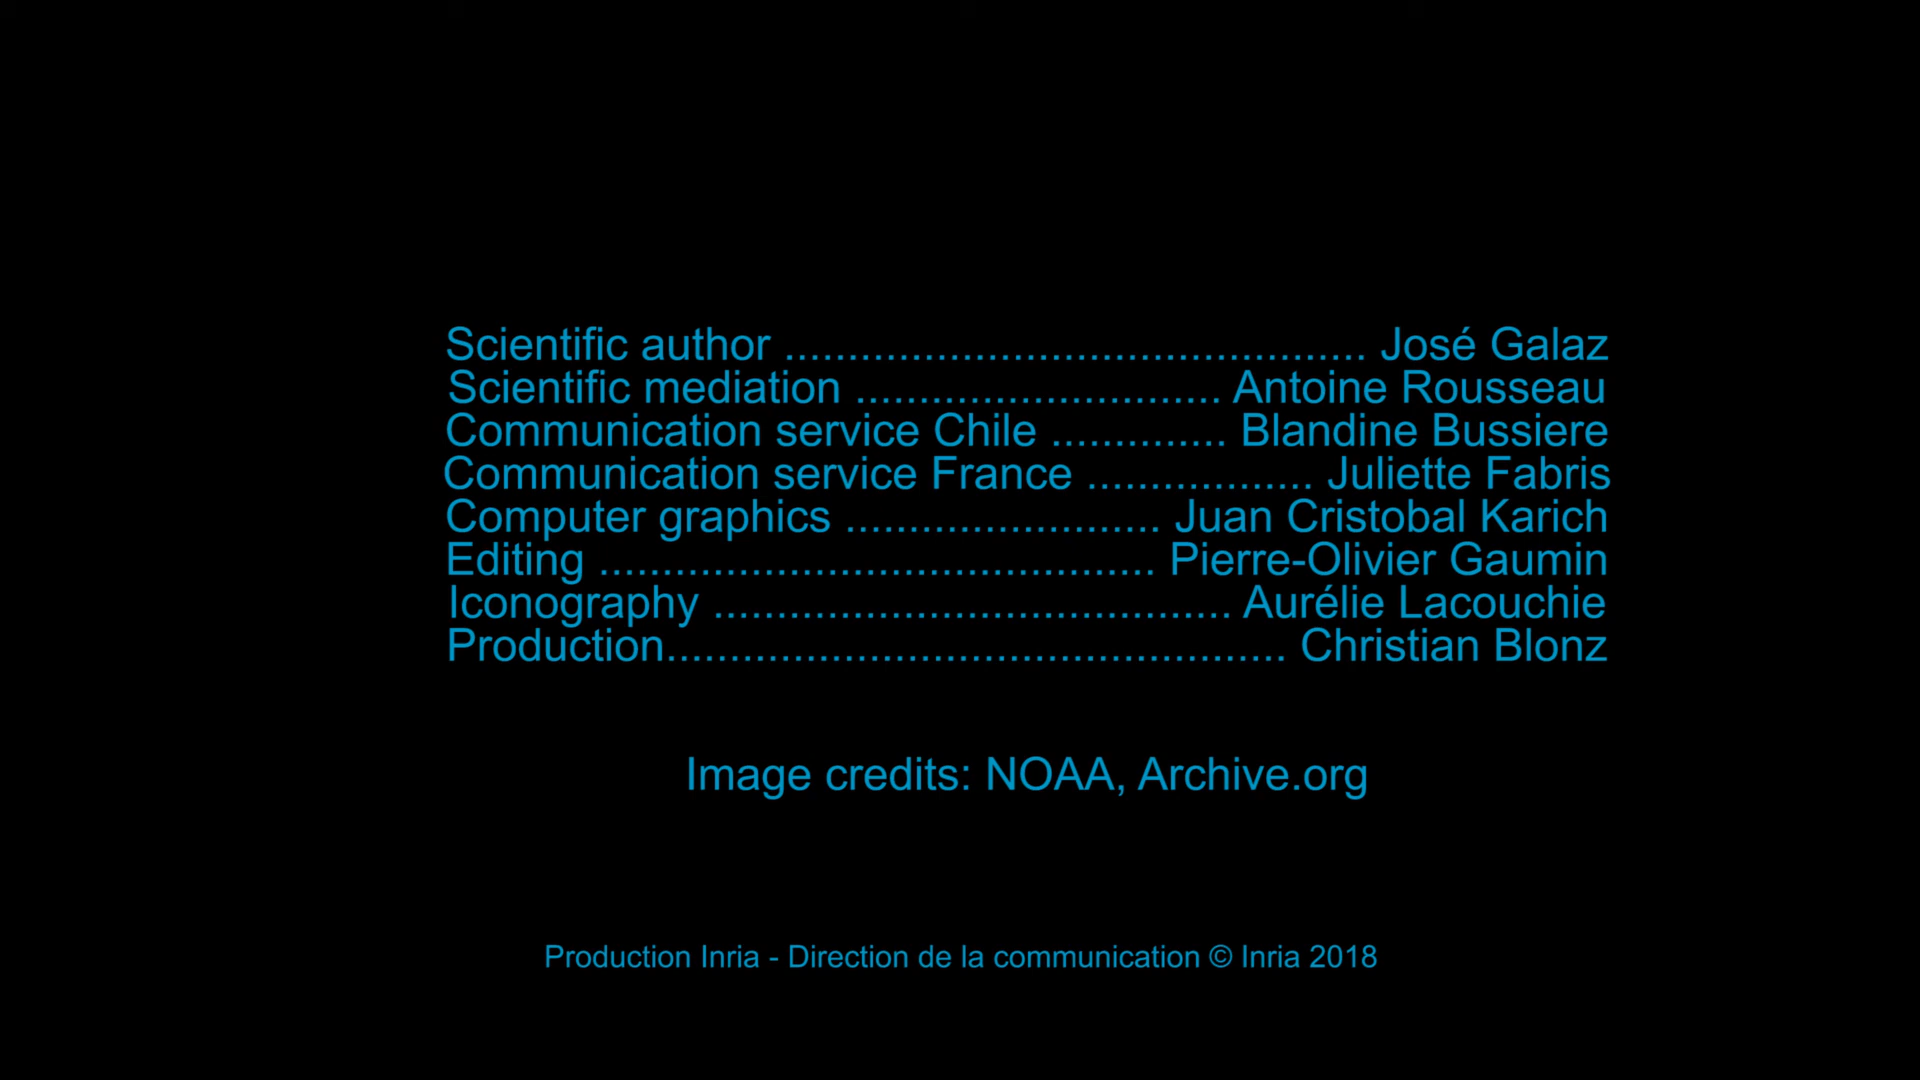 Scientific author .............................................. José Galaz
Scientific mediation ............................. Antoine Rousseau
Communication service Chile .............. Blandine Bussiere
Communication service France .................. Juliette Fabris
Computer graphics ......................... Juan Cristobal Karich
Editing ............................................ Pierre-Olivier Gaumin
Iconography ......................................... Aurélie Lacouchie
Production................................................. Christian Blonz
Image credits: NOAA, Archive.org
Production Inria - Direction de la communication © Inria 2018